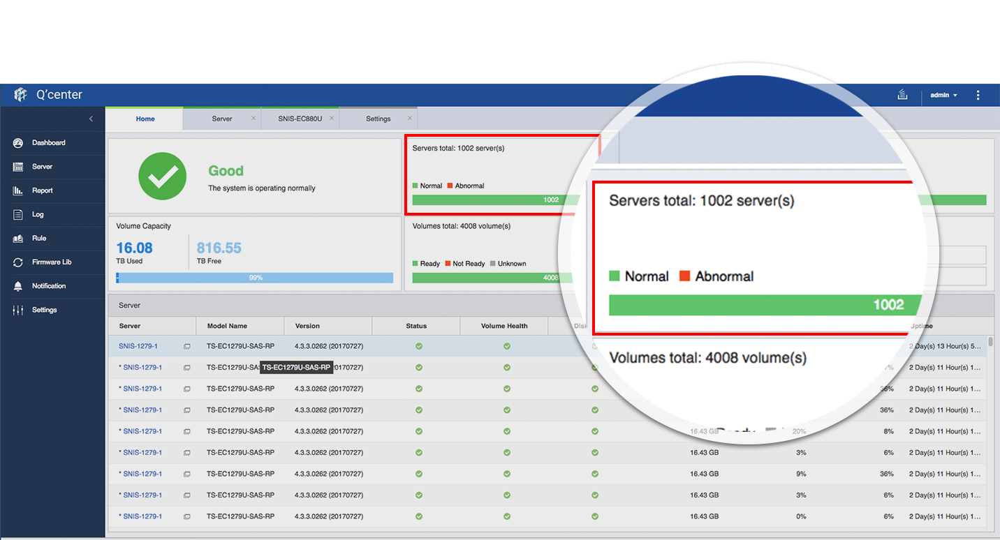 Q'center
admin
Home Server SNIS-EC880U Settings
Dashboard
Server
Report
Log
Rule
Firmware Lib
Notification
Settings
Good
The system is operating normally
Servers total: 1002 server(s)
Normal Abnormal
1002
Volume Capacity
16.08
TB Used
816.55
TB Free
99%
Volumes total: 4008 volume(s)
Ready Not Ready Unknown
4008
Servers total: 1002 server(s)
Normal Abnormal
1002
Volumes total: 4008 volume(s)
Server
Server Model Name Version Status Volume Health Uptime
SNIS-1279-1 TS-EC1279U-SAS-RP 4.3.3.0262 (20170727) 2 Day(s) 13 Hour(s) 5...
* SNIS-1279-1 TS-EC1279U-SA TS-EC1279U-SAS-RP 0170727) 2 Day(s) 11 Hour(s) 1...
* SNIS-1279-1 TS-EC1279U-SAS-RP 4.3.3.0262 (20170727) 36% 2 Day(s) 11 Hour(s) 1...
* SNIS-1279-1 TS-EC1279U-SAS-RP 4.3.3.0262 (20170727) 36% 2 Day(s) 11 Hour(s) 1...
* SNIS-1279-1 TS-EC1279U-SAS-RP 4.3.3.0262 (20170727) 16.43 GB 20% 8% 2 Day(s) 11 Hour(s) 1...
* SNIS-1279-1 TS-EC1279U-SAS-RP 4.3.3.0262 (20170727) 16.43 GB 3% 6% 2 Day(s) 11 Hour(s) 1...
* SNIS-1279-1 TS-EC1279U-SAS-RP 4.3.3.0262 (20170727) 16.43 GB 9% 36% 2 Day(s) 11 Hour(s) 1...
* SNIS-1279-1 TS-EC1279U-SAS-RP 4.3.3.0262 (20170727) 16.43 GB 3% 6% 2 Day(s) 11 Hour(s) 1...
* SNIS-1279-1 TS-EC1279U-SAS-RP 4.3.3.0262 (20170727) 16.43 GB 0% 6% 2 Day(s) 11 Hour(s) 1...